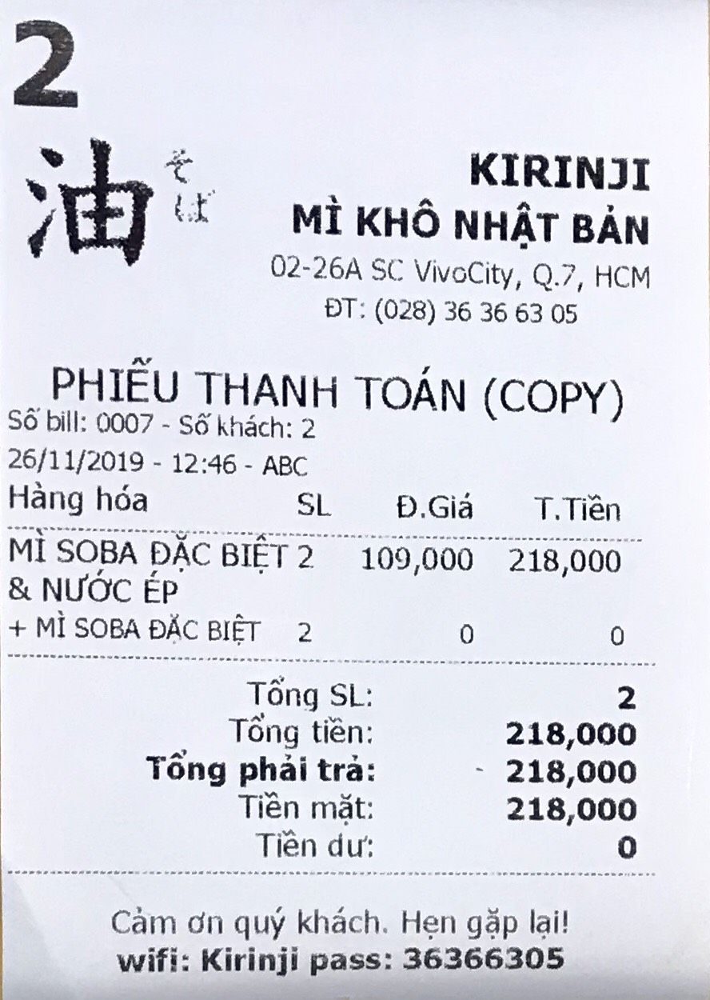 2
油
そば
KIRINJI
MÌ KHÔ NHẬT BẢN
02-26A SC VivoCity, Q.7, HCM
ĐT: (028) 36 36 63 05
PHIẾU THANH TOÁN (COPY)
Số bill: 0007 - Số khách: 2
26/11/2019 - 12:46 - ABC
Hàng hóa SL Đ.Giá T.Tiền
MÌ SOBA ĐẶC BIỆT 2 109,000 218,000
& NƯỚC ÉP
+ MÌ SOBA ĐẶC BIỆT 2 0 0
Tổng SL: 2
Tổng tiền: 218,000
Tổng phải trả: 218,000
Tiền mặt: 218,000
Tiền dư: 0
Cảm ơn quý khách. Hẹn gặp lại!
wifi: Kirinji pass: 36366305